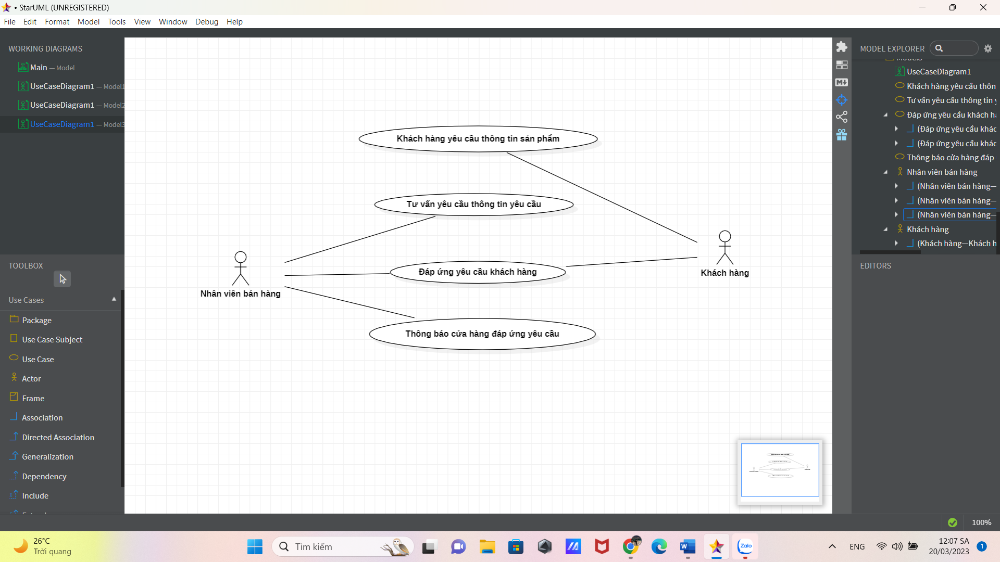 • StarUML (UNREGISTERED)
File Edit Format Model Tools View Window Debug Help
WORKING DIAGRAMS
Main — Model
UseCaseDiagram1 — Model1
UseCaseDiagram1 — Model2
UseCaseDiagram1 — Model3
TOOLBOX
Use Cases
Package
Use Case Subject
Use Case
Actor
Frame
Association
Directed Association
Generalization
Dependency
Include
Khách hàng yêu cầu thông tin sản phẩm
Tư vấn yêu cầu thông tin yêu cầu
Đáp ứng yêu cầu khách hàng
Thông báo cửa hàng đáp ứng yêu cầu
Nhân viên bán hàng
Khách hàng
MODEL EXPLORER
UseCaseDiagram1
Khách hàng yêu cầu thôn
Tư vấn yêu cầu thông tin y
Đáp ứng yêu cầu khách hà
(Đáp ứng yêu cầu khác
(Đáp ứng yêu cầu khác
Thông báo cửa hàng đáp
Nhân viên bán hàng
(Nhân viên bán hàng—
(Nhân viên bán hàng—
(Nhân viên bán hàng—
Khách hàng
(Khách hàng—Khách h
EDITORS
100%
26°C
Trời quang
Tìm kiếm
Zalo
ENG
12:07 SA
20/03/2023
1